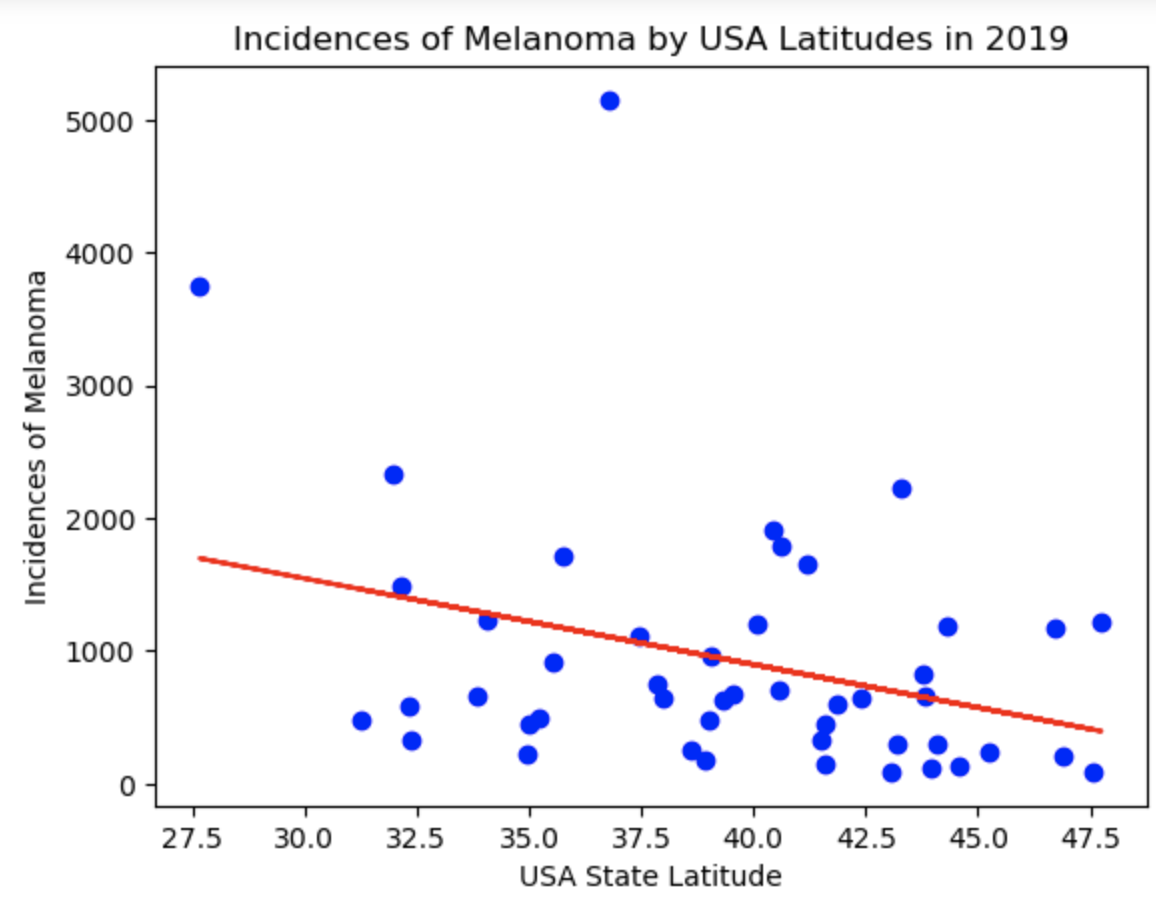 Incidences of Melanoma by USA Latitudes in 2019
Incidences of Melanoma
5000
4000
3000
2000
1000
0
27.5 30.0 32.5 35.0 37.5 40.0 42.5 45.0 47.5
USA State Latitude